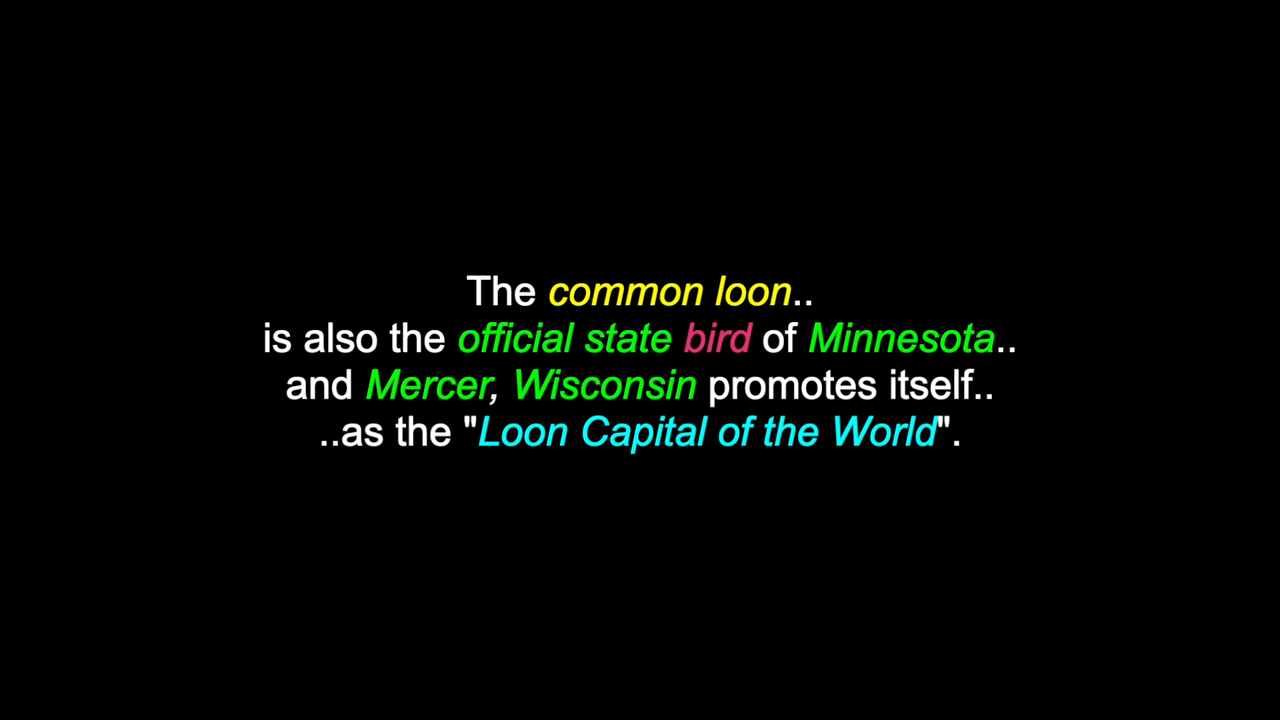 The common loon..
is also the official state bird of Minnesota..
and Mercer, Wisconsin promotes itself..
..as the "Loon Capital of the World".